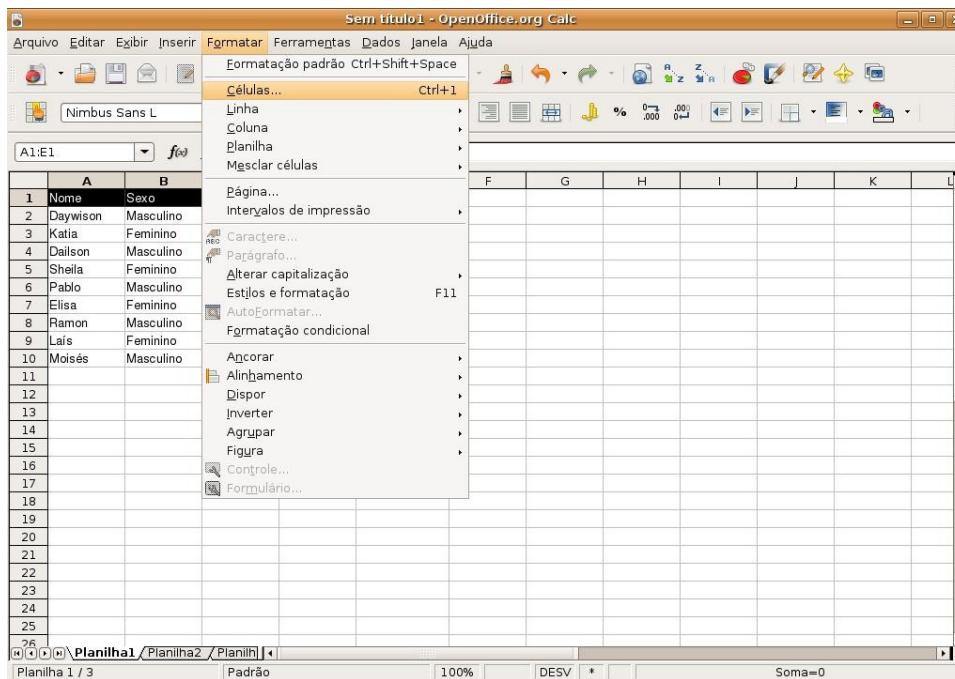 Sem título1 - OpenOffice.org Calc
Arquivo Editar Exibir Inserir Formatar Ferramentas Dados Janela Ajuda
Formatação padrão Ctrl+Shift+Space
Células... Ctrl+1
Nimbus Sans L
Linha
Coluna
A1:E1 f(x)
Planilha
Mesclar células
A B F G H I J K L
1 Nome Sexo
Página...
2 Daywison Masculino
Intervalos de impressão
3 Katia Feminino
Caractere...
4 Dailson Masculino
Parágrafo...
5 Sheila Feminino
Alterar capitalização
6 Pablo Masculino
Estilos e formatação F11
7 Elisa Feminino
AutoFormatar...
8 Ramon Masculino
Formatação condicional
9 Laís Feminino
10 Moisés Masculino
Ancorar
11
Alinhamento
12
Dispor
13
Inverter
14
Agrupar
15
Figura
16
Controle...
17
Formulário...
18
19
20
21
22
23
24
25
26
Planilha1 Planilha2 Planilh
Planilha 1 / 3 Padrão 100% DESV * Soma=0